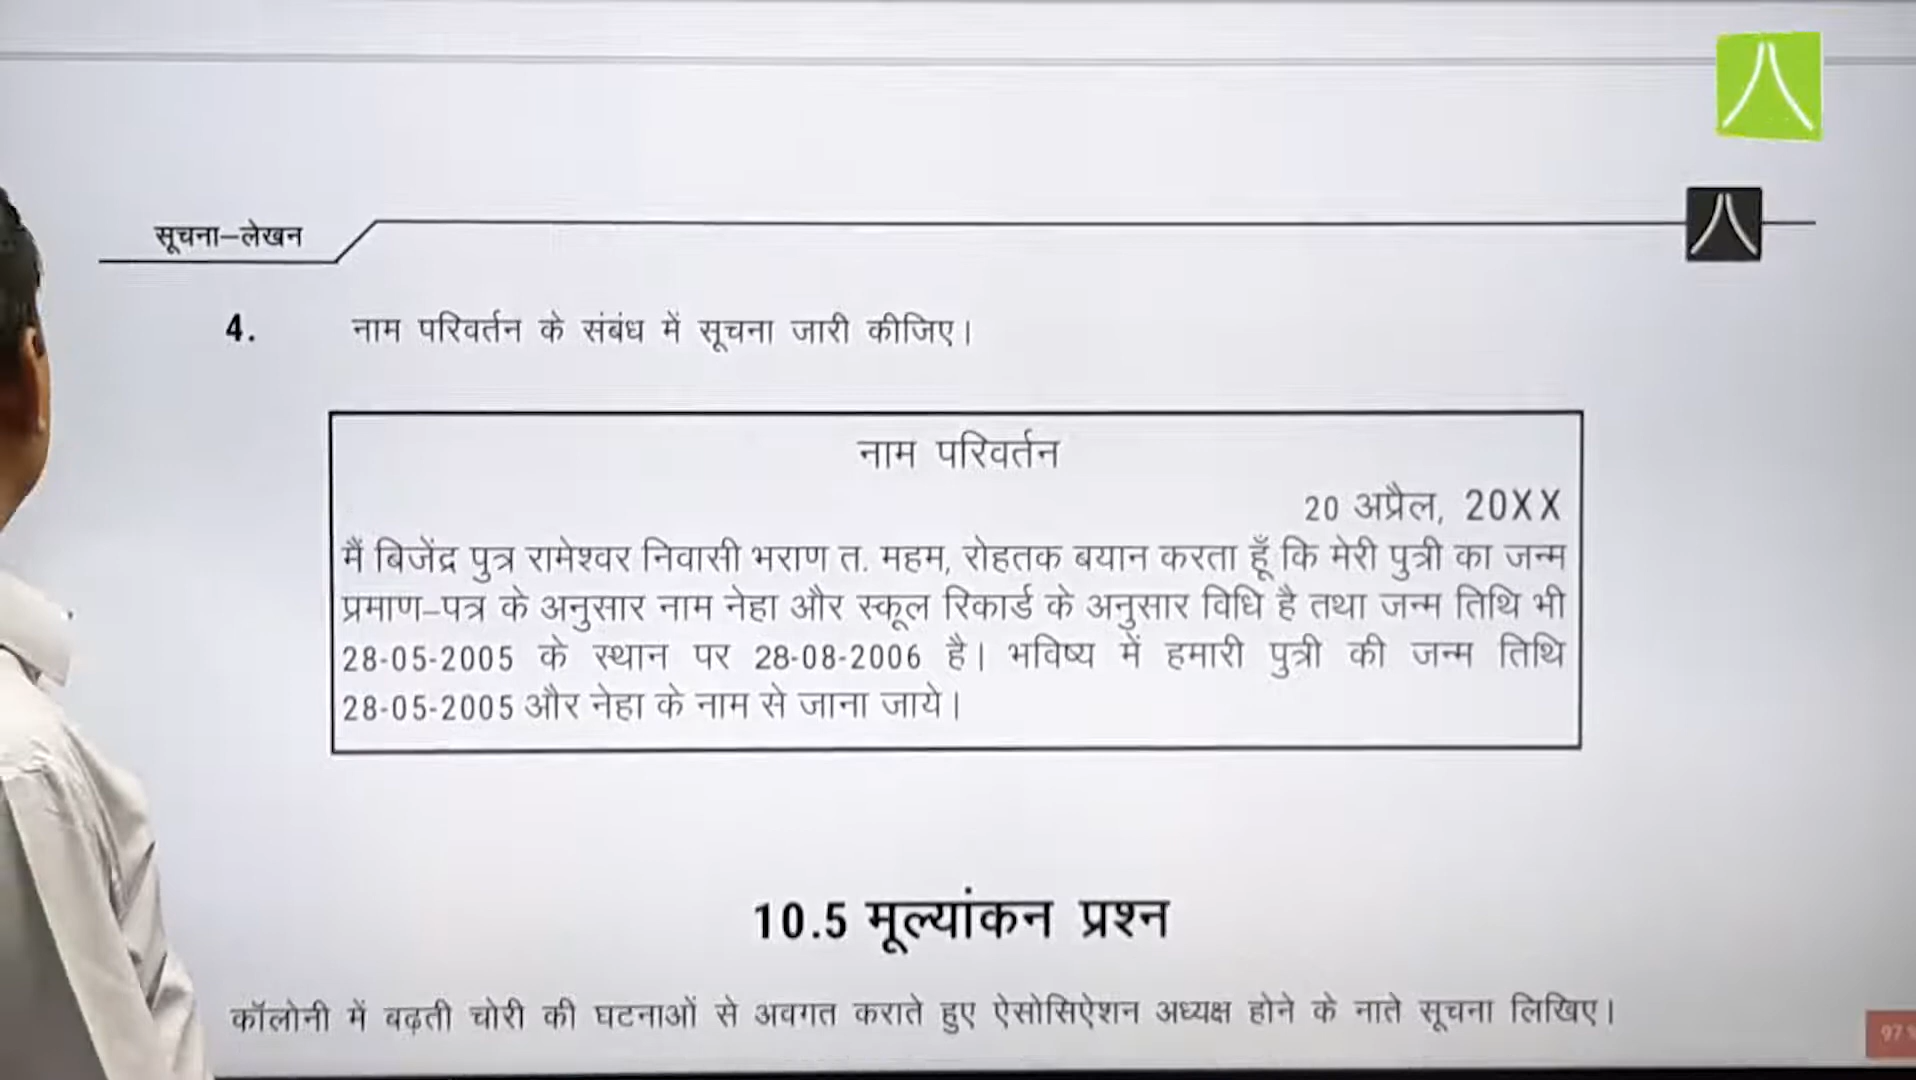 सूचना–लेखन
4. नाम परिवर्तन के संबंध में सूचना जारी कीजिए।
नाम परिवर्तन
20 अप्रैल, 20XX
मैं बिजेंद्र पुत्र रामेश्वर निवासी भराण त. महम, रोहतक बयान करता हूँ कि मेरी पुत्री का जन्म
प्रमाण–पत्र के अनुसार नाम नेहा और स्कूल रिकार्ड के अनुसार विधि है तथा जन्म तिथि भी
28-05-2005 के स्थान पर 28-08-2006 है। भविष्य में हमारी पुत्री की जन्म तिथि
28-05-2005 और नेहा के नाम से जाना जाये।
10.5 मूल्यांकन प्रश्न
कॉलोनी में बढ़ती चोरी की घटनाओं से अवगत कराते हुए ऐसोसिऐशन अध्यक्ष होने के नाते सूचना लिखिए।
97